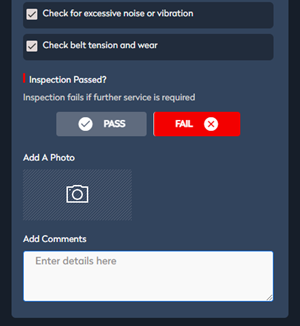 Check for excessive noise or vibration
Check belt tension and wear
Inspection Passed?
Inspection fails if further service is required
PASS FAIL
Add A Photo
Add Comments
Enter details here